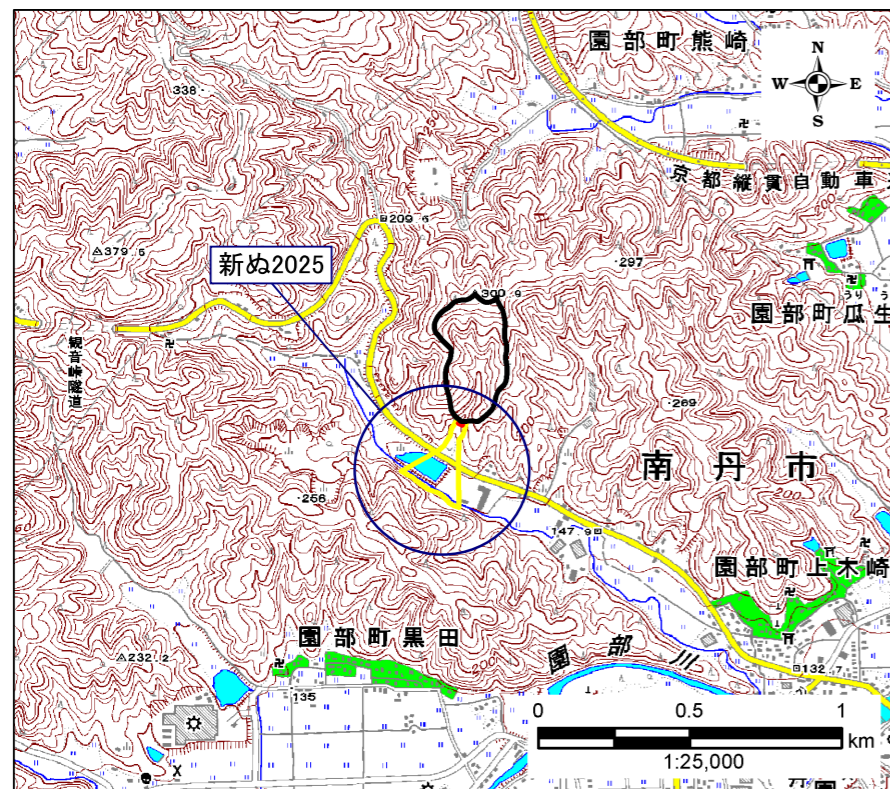 園部町熊崎
N
W E
S
338
250
京都縦貫自動車
209.6
379.5
新ぬ2025
300.9
297
うり
園部町瓜生
観音峠隧道
269
南丹市
200
256
147.9
園部町上木崎
園部町黒田
園部川
200
232.2
132.7
135
0 0.5 1
km
1:25,000